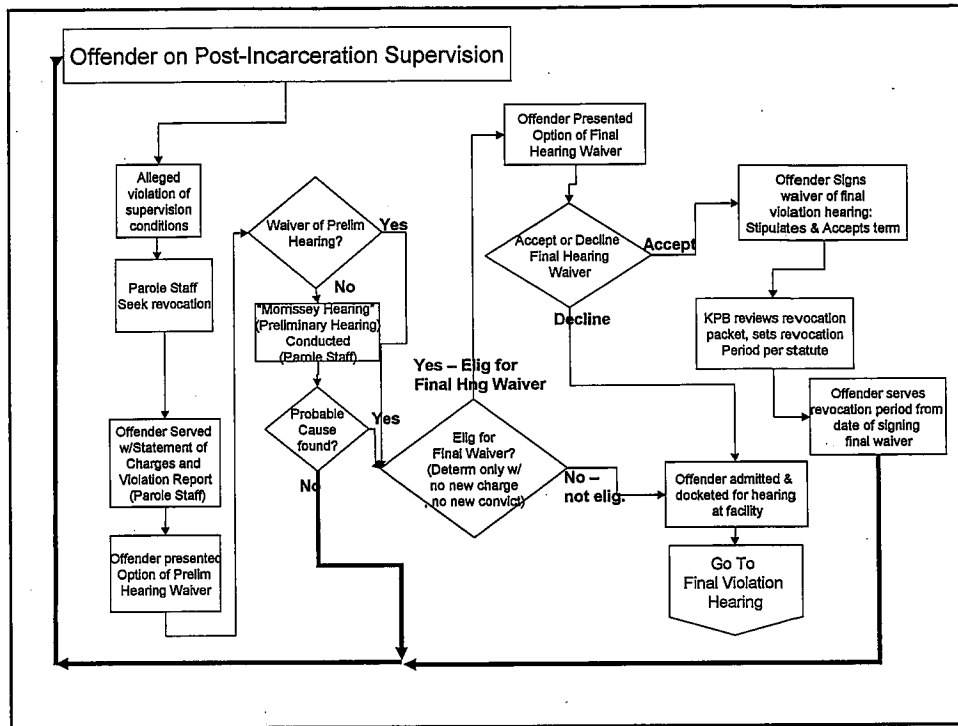 Offender on Post-Incarceration Supervision
Alleged
violation of
supervision
conditions
Parole Staff
Seek revocation
Offender Served
w/Statement of
Charges and
Violation Report
(Parole Staff)
Offender presented
Option of Prelim
Hearing Waiver
Waiver of Prelim
Hearing?
Yes
No
"Morrissey Hearing"
(Preliminary Hearing)
Conducted
(Parole Staff)
Probable
Cause
found?
Yes
No
Elig for
Final Waiver?
(Determ only w/
no new charge
, no new convict)
Yes – Elig for
Final Hng Waiver
No –
not elig.
Offender Presented
Option of Final
Hearing Waiver
Accept or Decline
Final Hearing
Waiver
Accept
Decline
Offender Signs
waiver of final
violation hearing:
Stipulates & Accepts term
KPB reviews revocation
packet, sets revocation
Period per statute
Offender serves
revocation period from
date of signing
final waiver
Offender admitted &
docketed for hearing
at facility
Go To
Final Violation
Hearing